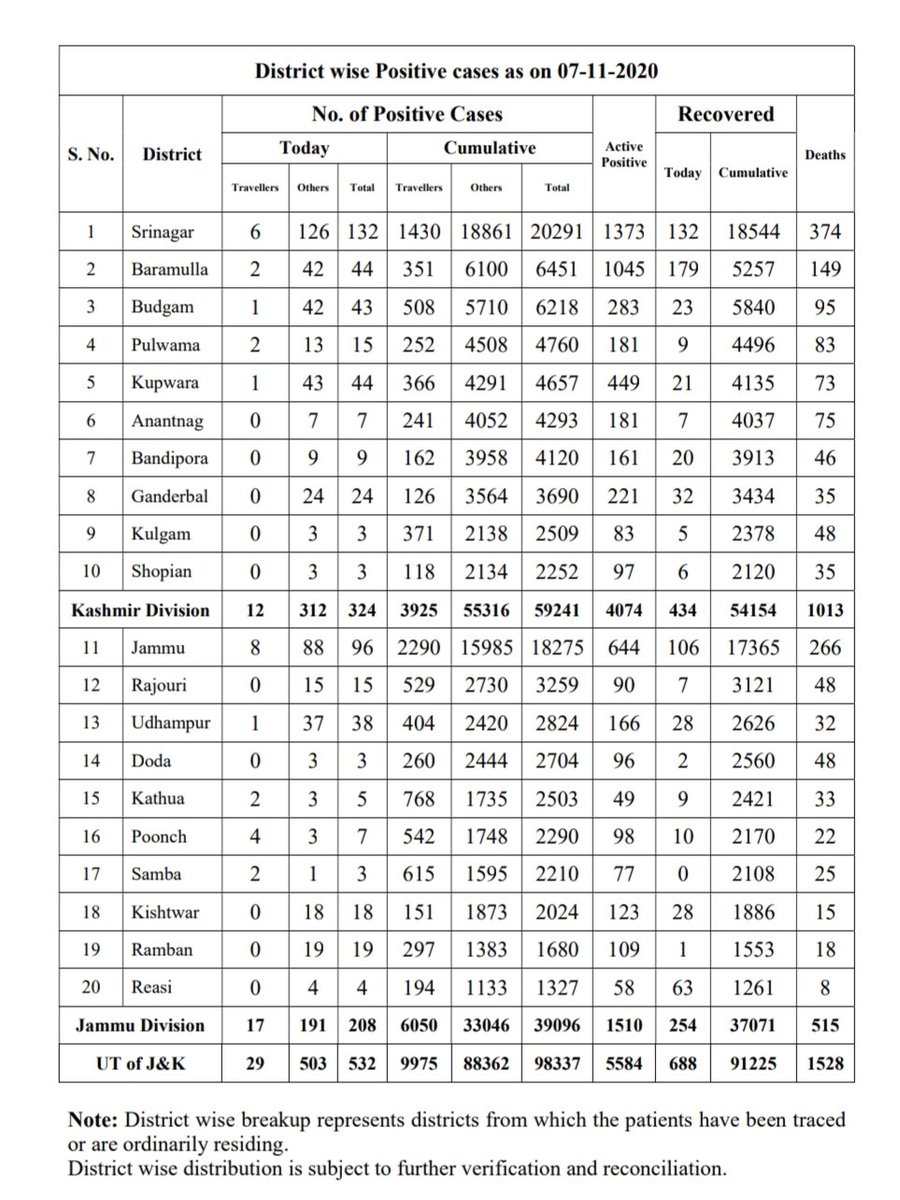 District wise Positive cases as on 07-11-2020
S. No. District No. of Positive Cases Active Positive Recovered Deaths
Today Cumulative Today Cumulative
Travellers Others Total Travellers Others Total
1 Srinagar 6 126 132 1430 18861 20291 1373 132 18544 374
2 Baramulla 2 42 44 351 6100 6451 1045 179 5257 149
3 Budgam 1 42 43 508 5710 6218 283 23 5840 95
4 Pulwama 2 13 15 252 4508 4760 181 9 4496 83
5 Kupwara 1 43 44 366 4291 4657 449 21 4135 73
6 Anantnag 0 7 7 241 4052 4293 181 7 4037 75
7 Bandipora 0 9 9 162 3958 4120 161 20 3913 46
8 Ganderbal 0 24 24 126 3564 3690 221 32 3434 35
9 Kulgam 0 3 3 371 2138 2509 83 5 2378 48
10 Shopian 0 3 3 118 2134 2252 97 6 2120 35
Kashmir Division 12 312 324 3925 55316 59241 4074 434 54154 1013
11 Jammu 8 88 96 2290 15985 18275 644 106 17365 266
12 Rajouri 0 15 15 529 2730 3259 90 7 3121 48
13 Udhampur 1 37 38 404 2420 2824 166 28 2626 32
14 Doda 0 3 3 260 2444 2704 96 2 2560 48
15 Kathua 2 3 5 768 1735 2503 49 9 2421 33
16 Poonch 4 3 7 542 1748 2290 98 10 2170 22
17 Samba 2 1 3 615 1595 2210 77 0 2108 25
18 Kishtwar 0 18 18 151 1873 2024 123 28 1886 15
19 Ramban 0 19 19 297 1383 1680 109 1 1553 18
20 Reasi 0 4 4 194 1133 1327 58 63 1261 8
Jammu Division 17 191 208 6050 33046 39096 1510 254 37071 515
UT of J&K 29 503 532 9975 88362 98337 5584 688 91225 1528
Note: District wise breakup represents districts from which the patients have been traced
or are ordinarily residing.
District wise distribution is subject to further verification and reconciliation.